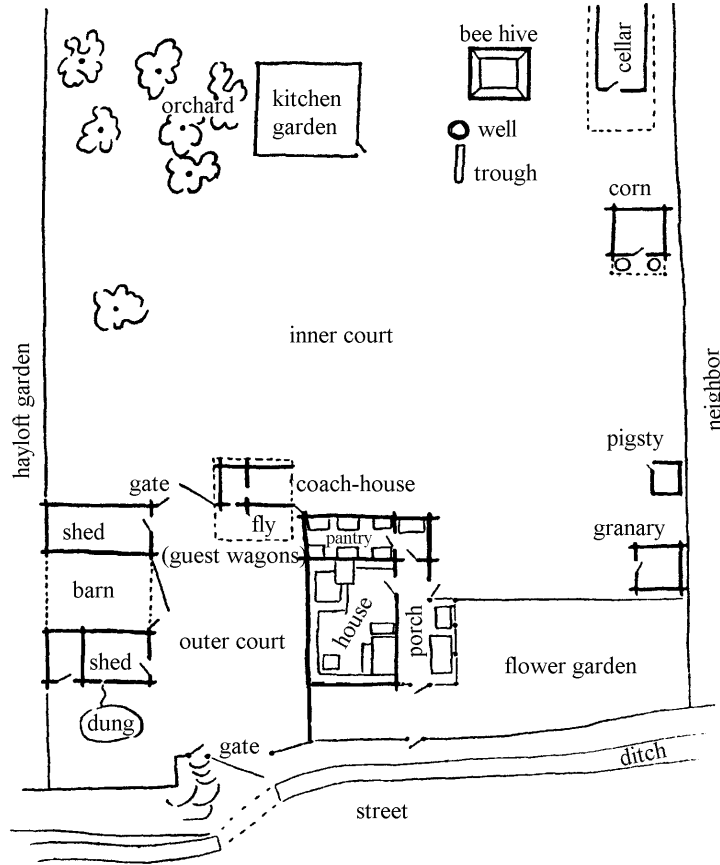 bee hive
cellar
orchard
kitchen
garden
well
trough
corn
inner court
hayloft garden
neighbor
pigsty
gate
coach-house
fly
shed
(guest wagons)
pantry
granary
barn
house
porch
outer court
shed
flower garden
dung
gate
ditch
street